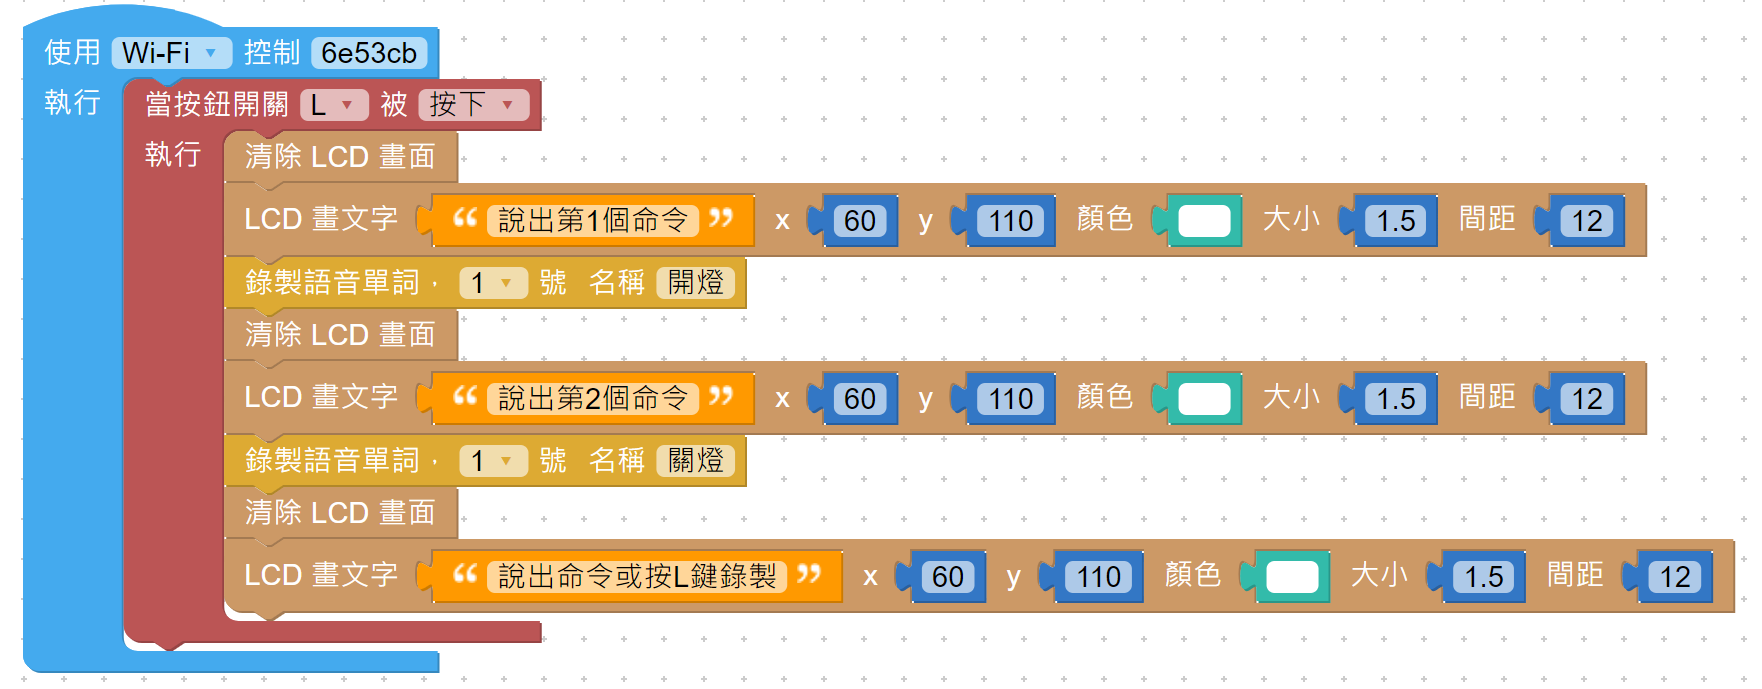 使用 Wi-Fi 控制 6e53cb
執行 當按鈕開關 L 被 按下
執行 清除 LCD 畫面
LCD 畫文字 “ 說出第1個命令 ” x 60 y 110 顏色 大小 1.5 間距 12
錄製語音單詞， 1 號 名稱 開燈
清除 LCD 畫面
LCD 畫文字 “ 說出第2個命令 ” x 60 y 110 顏色 大小 1.5 間距 12
錄製語音單詞， 1 號 名稱 關燈
清除 LCD 畫面
LCD 畫文字 “ 說出命令或按L鍵錄製 ” x 60 y 110 顏色 大小 1.5 間距 12